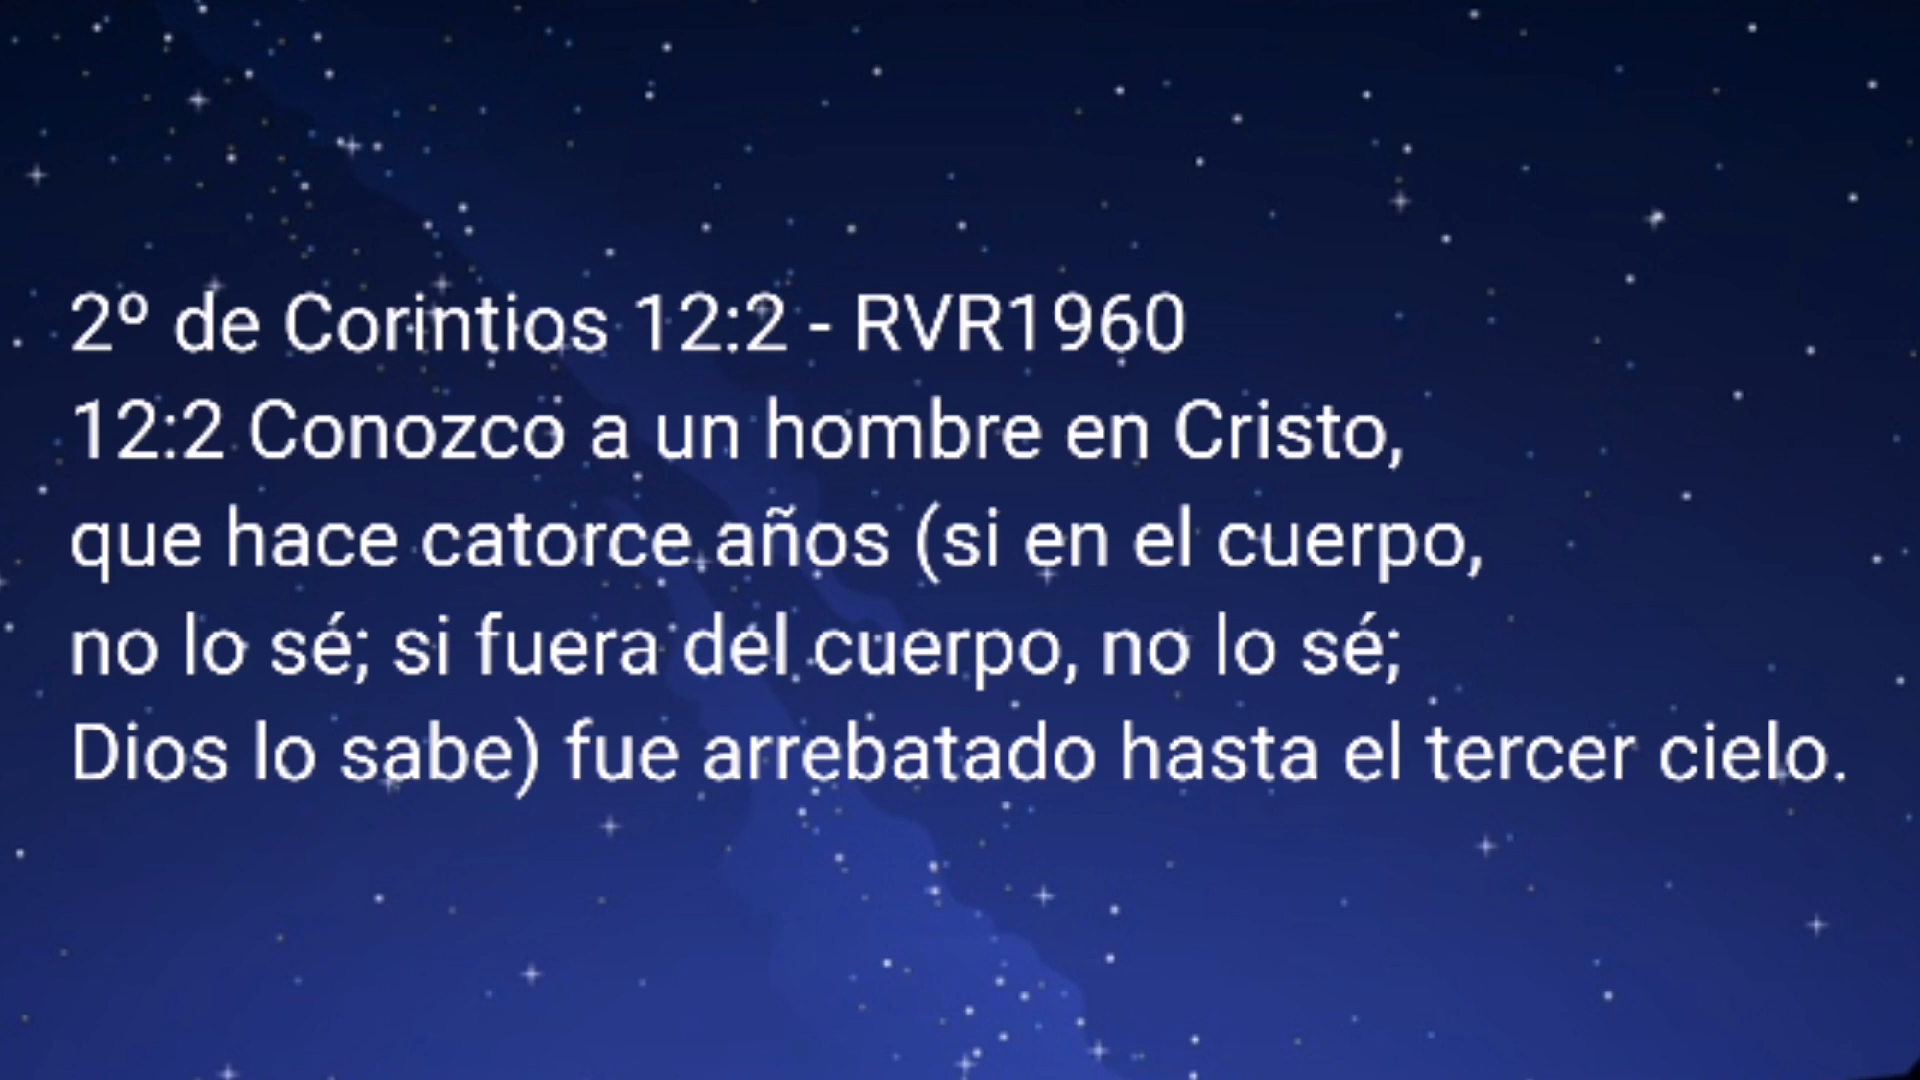 2º de Corintios 12:2 - RVR1960
12:2 Conozco a un hombre en Cristo,
que hace catorce años (si en el cuerpo,
no lo sé; si fuera del cuerpo, no lo sé;
Dios lo sabe) fue arrebatado hasta el tercer cielo.